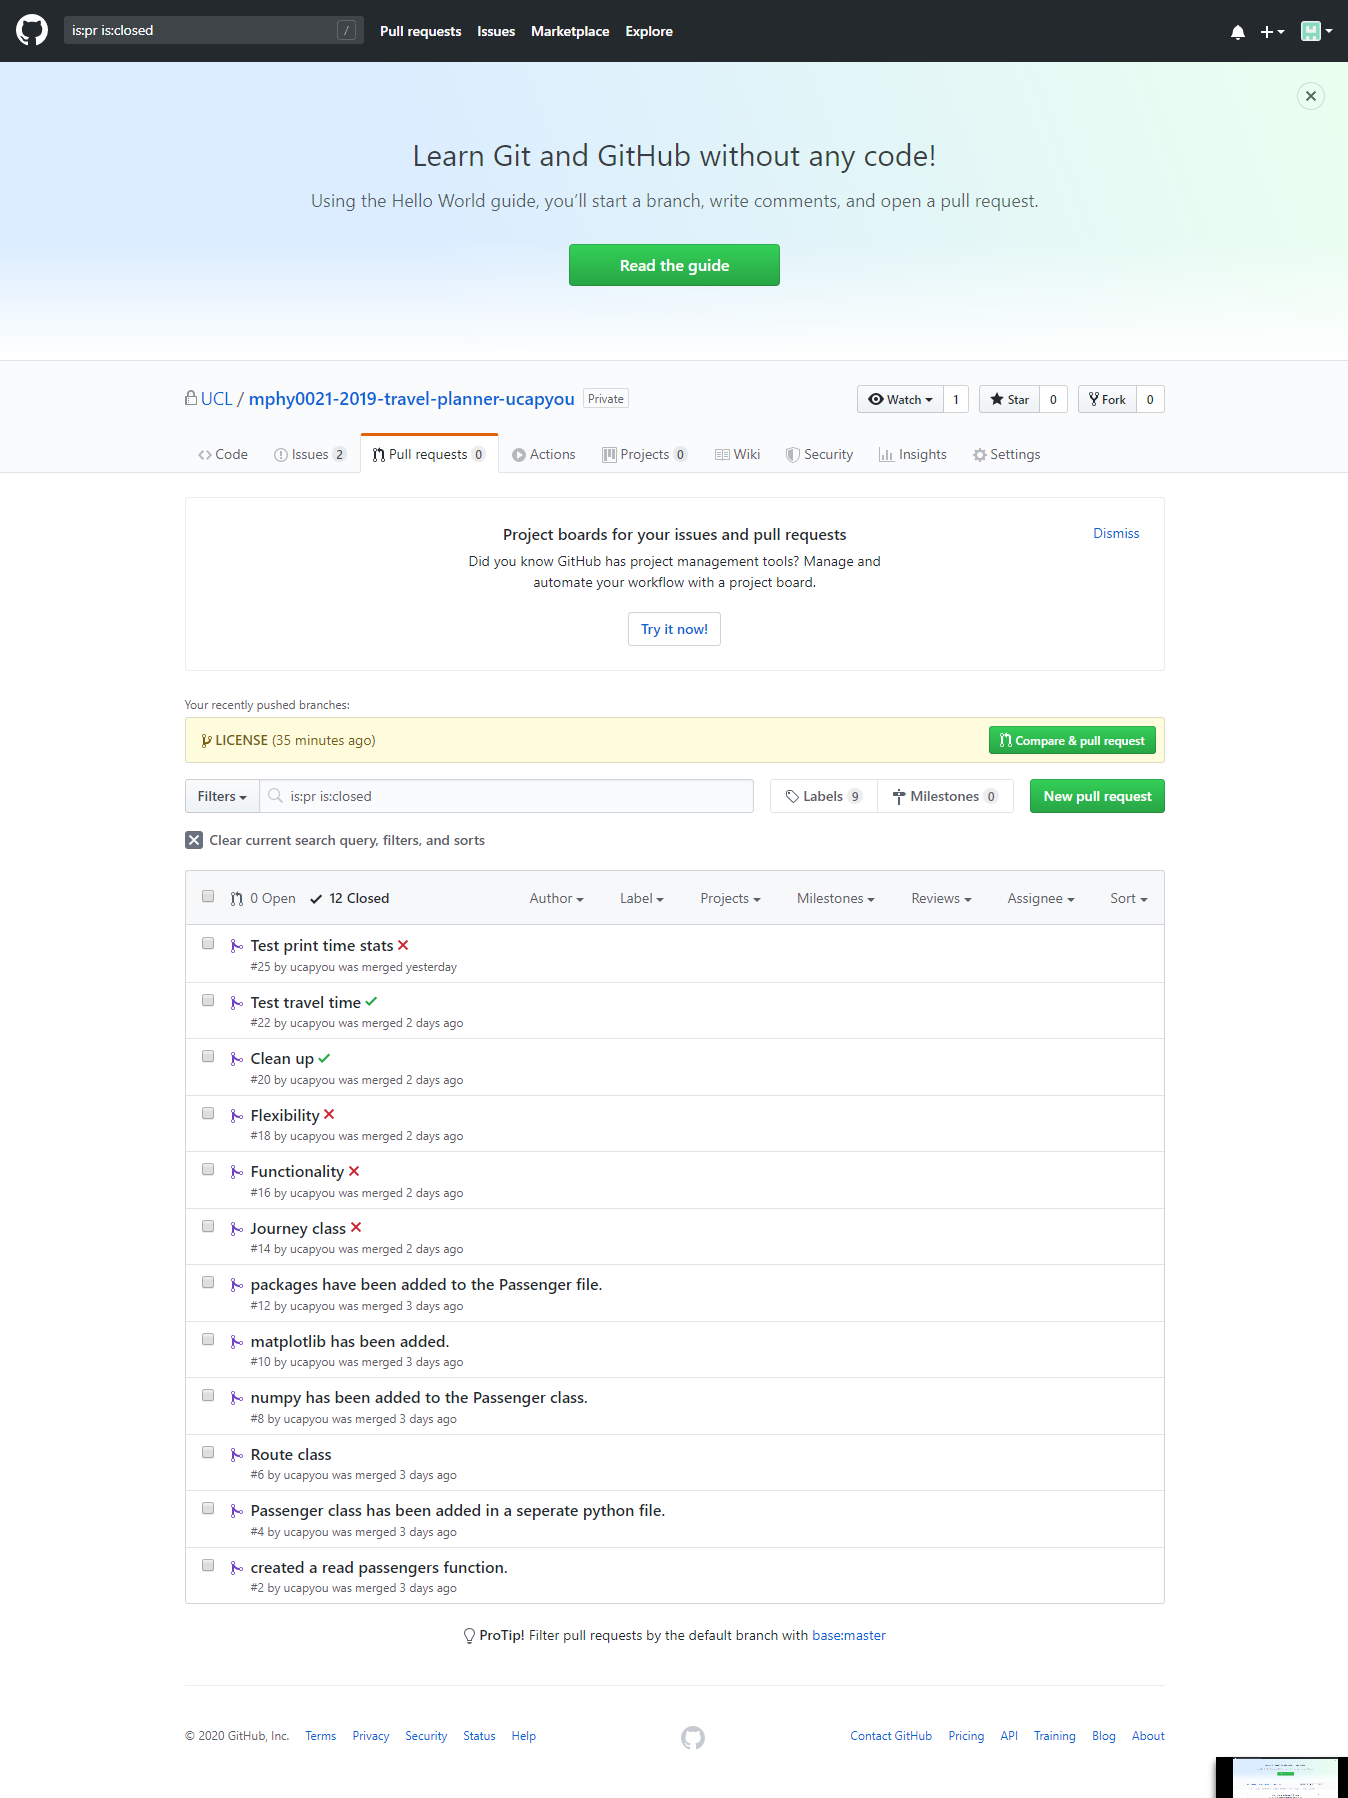 is:pr is:closed / Pull requests Issues Marketplace Explore
Learn Git and GitHub without any code!
Using the Hello World guide, you’ll start a branch, write comments, and open a pull request.
Read the guide
UCL / mphy0021-2019-travel-planner-ucapyou Private Watch 1 Star 0 Fork 0
Code Issues 2 Pull requests 0 Actions Projects 0 Wiki Security Insights Settings
Project boards for your issues and pull requests Dismiss
Did you know GitHub has project management tools? Manage and
automate your workflow with a project board.
Try it now!
Your recently pushed branches:
LICENSE (35 minutes ago) Compare & pull request
Filters is:pr is:closed Labels 9 Milestones 0 New pull request
Clear current search query, filters, and sorts
0 Open 12 Closed Author Label Projects Milestones Reviews Assignee Sort
Test print time stats
#25 by ucapyou was merged yesterday
Test travel time
#22 by ucapyou was merged 2 days ago
Clean up
#20 by ucapyou was merged 2 days ago
Flexibility
#18 by ucapyou was merged 2 days ago
Functionality
#16 by ucapyou was merged 2 days ago
Journey class
#14 by ucapyou was merged 2 days ago
packages have been added to the Passenger file.
#12 by ucapyou was merged 3 days ago
matplotlib has been added.
#10 by ucapyou was merged 3 days ago
numpy has been added to the Passenger class.
#8 by ucapyou was merged 3 days ago
Route class
#6 by ucapyou was merged 3 days ago
Passenger class has been added in a seperate python file.
#4 by ucapyou was merged 3 days ago
created a read passengers function.
#2 by ucapyou was merged 3 days ago
ProTip! Filter pull requests by the default branch with base:master
© 2020 GitHub, Inc. Terms Privacy Security Status Help Contact GitHub Pricing API Training Blog About